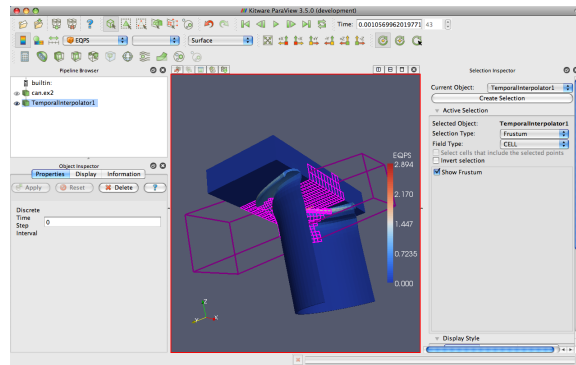 Kitware ParaView 3.5.0 (development)
Time: 0.0010569962019771 43
EQPS
Surface
Pipeline Browser
builtin:
can.ex2
TemporalInterpolator1
Object Inspector
Properties Display Information
Apply Reset Delete ?
Discrete
Time
Step
Interval
0
EQPS
2.894
2.170
1.447
0.7235
0.000
Z
Y
X
Selection Inspector
Current Object: TemporalInterpolator1
Create Selection
Active Selection
Selected Object: TemporalInterpolator1
Selection Type: Frustum
Field Type: CELL
Select cells that include the selected points
Invert selection
Show Frustum
Display Style